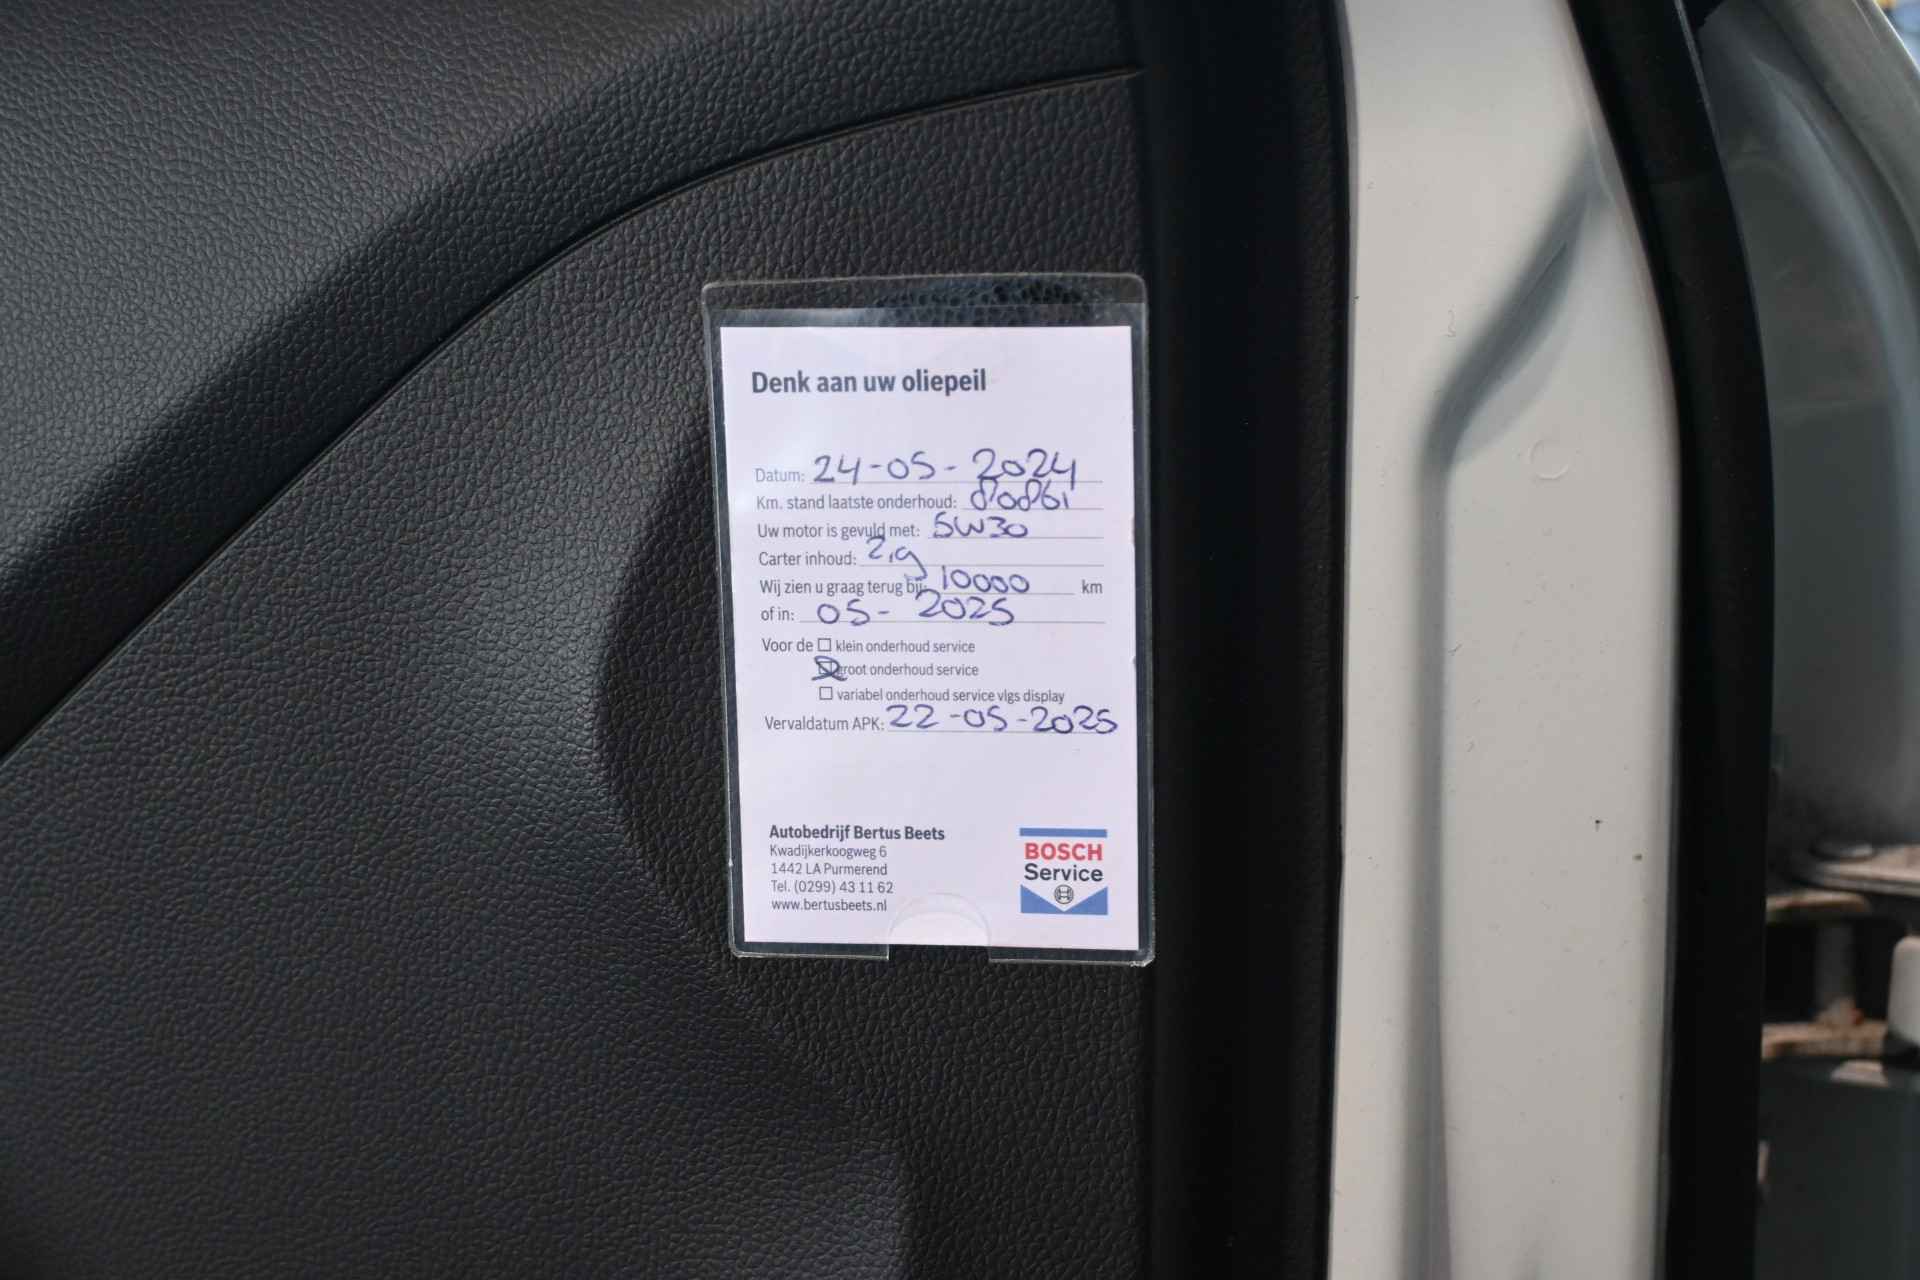 Denk aan uw oliepeil
Datum: 24-05-2024
Km. stand laatste onderhoud: 80861
Uw motor is gevuld met: 5W30
Carter inhoud: 2,9
Wij zien u graag terug bij: 10000 km
of in: 05-2025
Voor de klein onderhoud service
groot onderhoud service
variabel onderhoud service vlgs display
Vervaldatum APK: 22-05-2025
Autobedrijf Bertus Beets
Kwadijkerkoogweg 6
1442 LA Purmerend
Tel. (0299) 43 11 62
www.bertusbeets.nl
BOSCH
Service